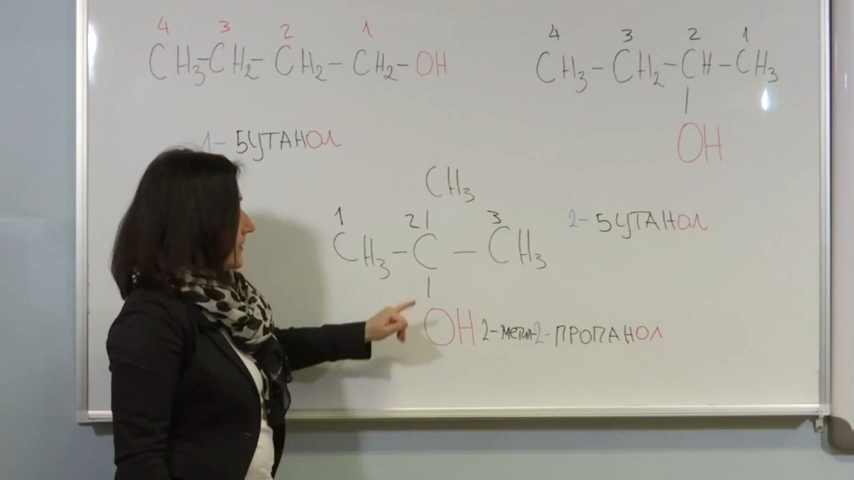 4 3 2 1
CH₃-CH₂-CH₂-CH₂-OH
1-БУТАНОЛ
4 3 2 1
CH₃-CH₂-CH-CH₃
OH
2-БУТАНОЛ
CH₃
1 2 3
CH₃-C-CH₃
OH
2-метил-2-ПРОПАНОЛ